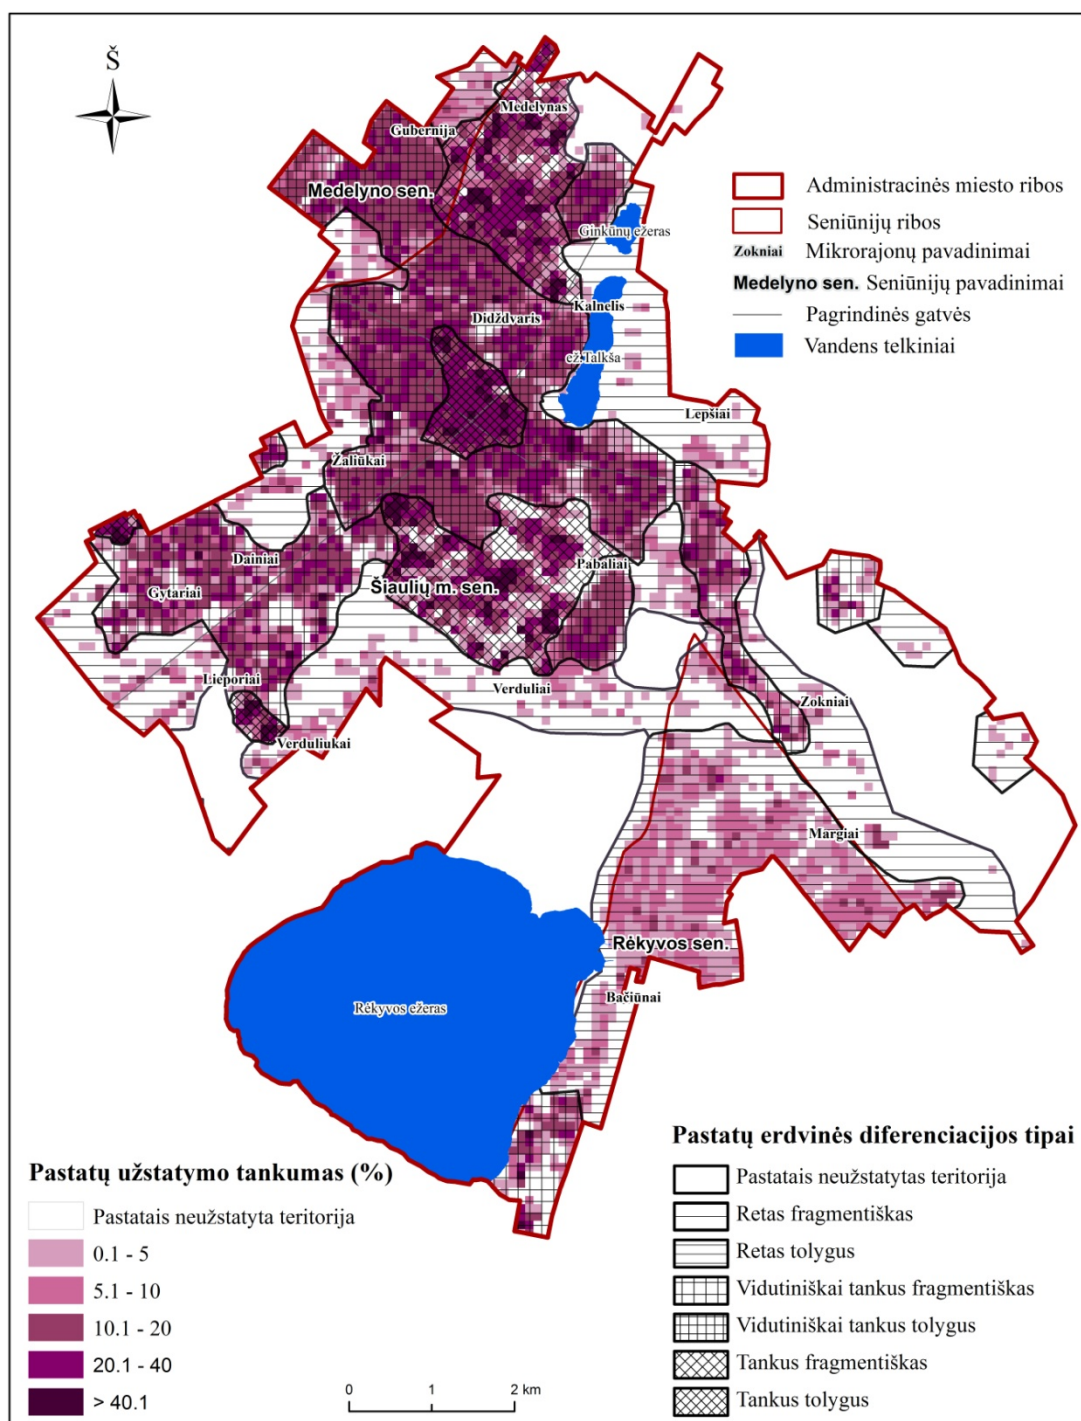 Š
Medelynas
Gubernija
Medelyno sen.
Ginkūnų ežeras
Kalnelis
Didždvaris
ež.Talkša
Lepšiai
Žaliūkai
Dainiai
Pabaliai
Šiaulių m. sen.
Gytariai
Lieporiai
Verduliai
Zokniai
Verduliukai
Margiai
Rėkyvos sen.
Bačiūnai
Rėkyvos ežeras
Administracinės miesto ribos
Seniūnijų ribos
Zokniai Mikrorajonų pavadinimai
Medelyno sen. Seniūnijų pavadinimai
Pagrindinės gatvės
Vandens telkiniai
Pastatų užstatymo tankumas (%)
Pastatais neužstatyta teritorija
0.1 - 5
5.1 - 10
10.1 - 20
20.1 - 40
> 40.1
0 1 2 km
Pastatų erdvinės diferenciacijos tipai
Pastatais neužstatytas teritorija
Retas fragmentiškas
Retas tolygus
Vidutiniškai tankus fragmentiškas
Vidutiniškai tankus tolygus
Tankus fragmentiškas
Tankus tolygus